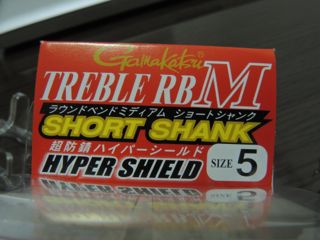 Gamakatsu®
TREBLE RB M
ラウンドベンドミディアム ショートシャンク
SHORT SHANK
超防錆ハイパーシールド
HYPER SHIELD
SIZE 5